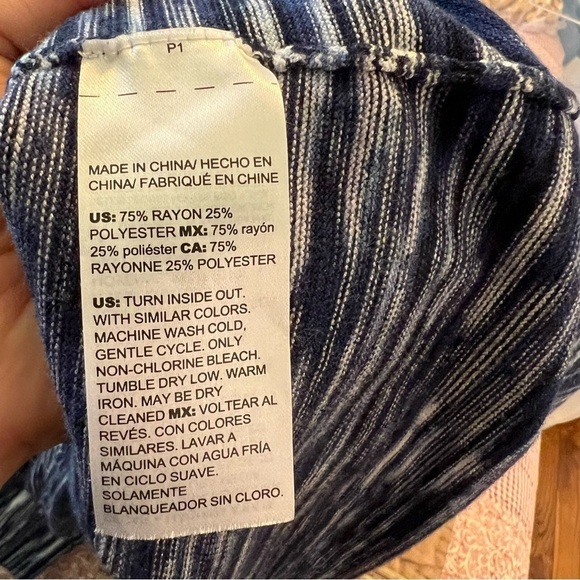 P1
MADE IN CHINA/ HECHO EN
CHINA/ FABRIQUÉ EN CHINE
US: 75% RAYON 25%
POLYESTER MX: 75% rayón
25% poliéster CA: 75%
RAYONNE 25% POLYESTER
US: TURN INSIDE OUT.
WITH SIMILAR COLORS.
MACHINE WASH COLD,
GENTLE CYCLE. ONLY
NON-CHLORINE BLEACH.
TUMBLE DRY LOW. WARM
IRON. MAY BE DRY
CLEANED MX: VOLTEAR AL
REVÉS. CON COLORES
SIMILARES. LAVAR A
MÁQUINA CON AGUA FRÍA
EN CICLO SUAVE.
SOLAMENTE
BLANQUEADOR SIN CLORO.